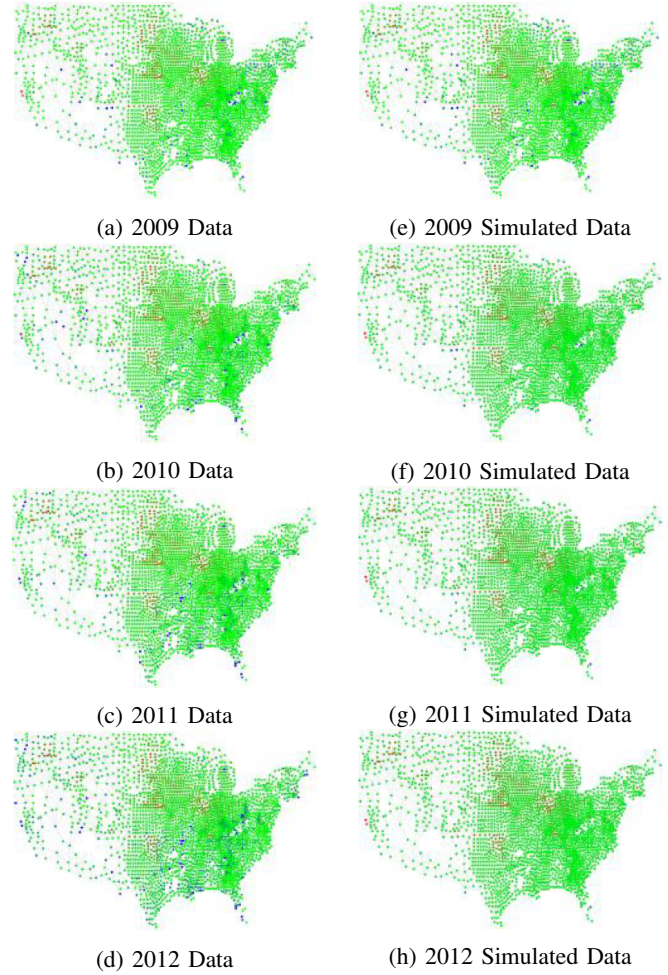 (a) 2009 Data
(e) 2009 Simulated Data
(b) 2010 Data
(f) 2010 Simulated Data
(c) 2011 Data
(g) 2011 Simulated Data
(d) 2012 Data
(h) 2012 Simulated Data